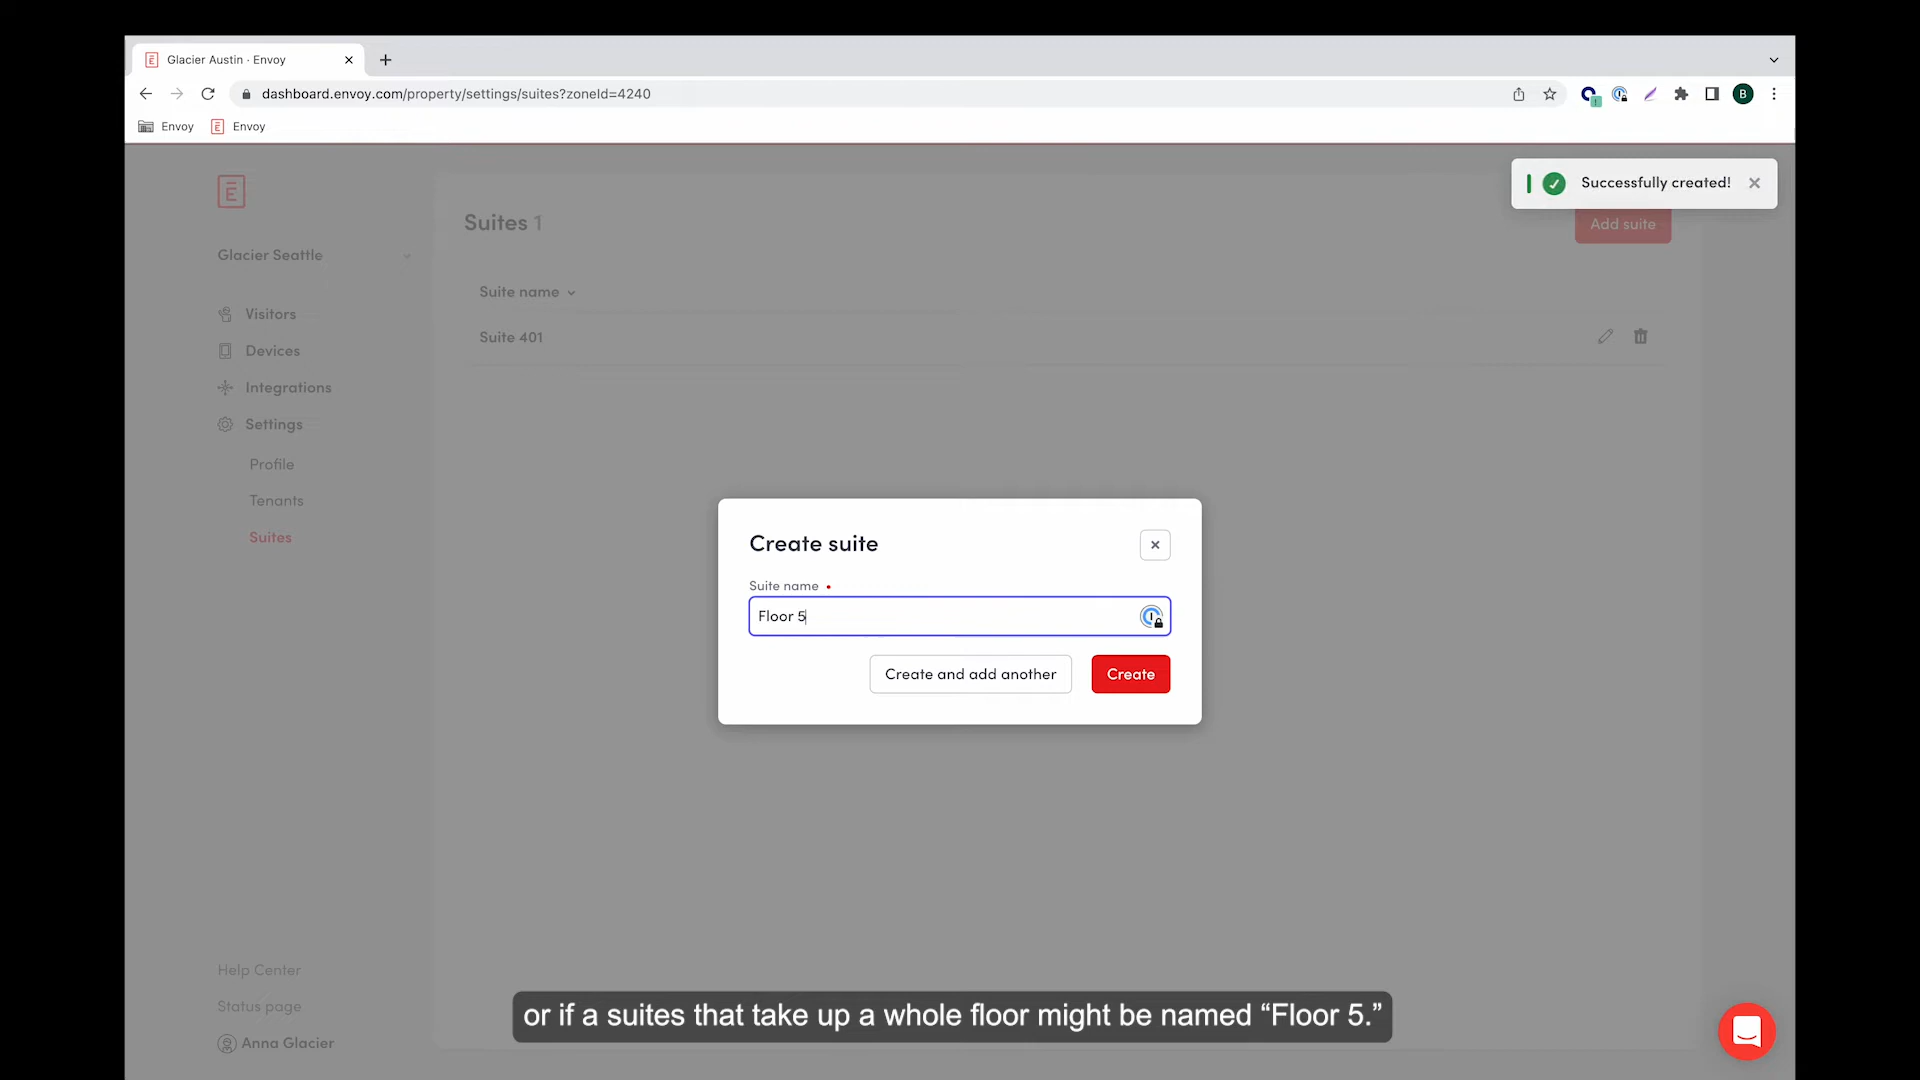 Glacier Austin · Envoy
dashboard.envoy.com/property/settings/suites?zoneId=4240
B
Envoy
Envoy
Successfully created!
Suites 1
Add suite
Glacier Seattle
Suite name
Visitors
Suite 401
Devices
Integrations
Settings
Profile
Tenants
Suites
Create suite
Suite name
Floor 5
Create and add another
Create
Help Center
Status page
Anna Glacier
or if a suites that take up a whole floor might be named “Floor 5.”